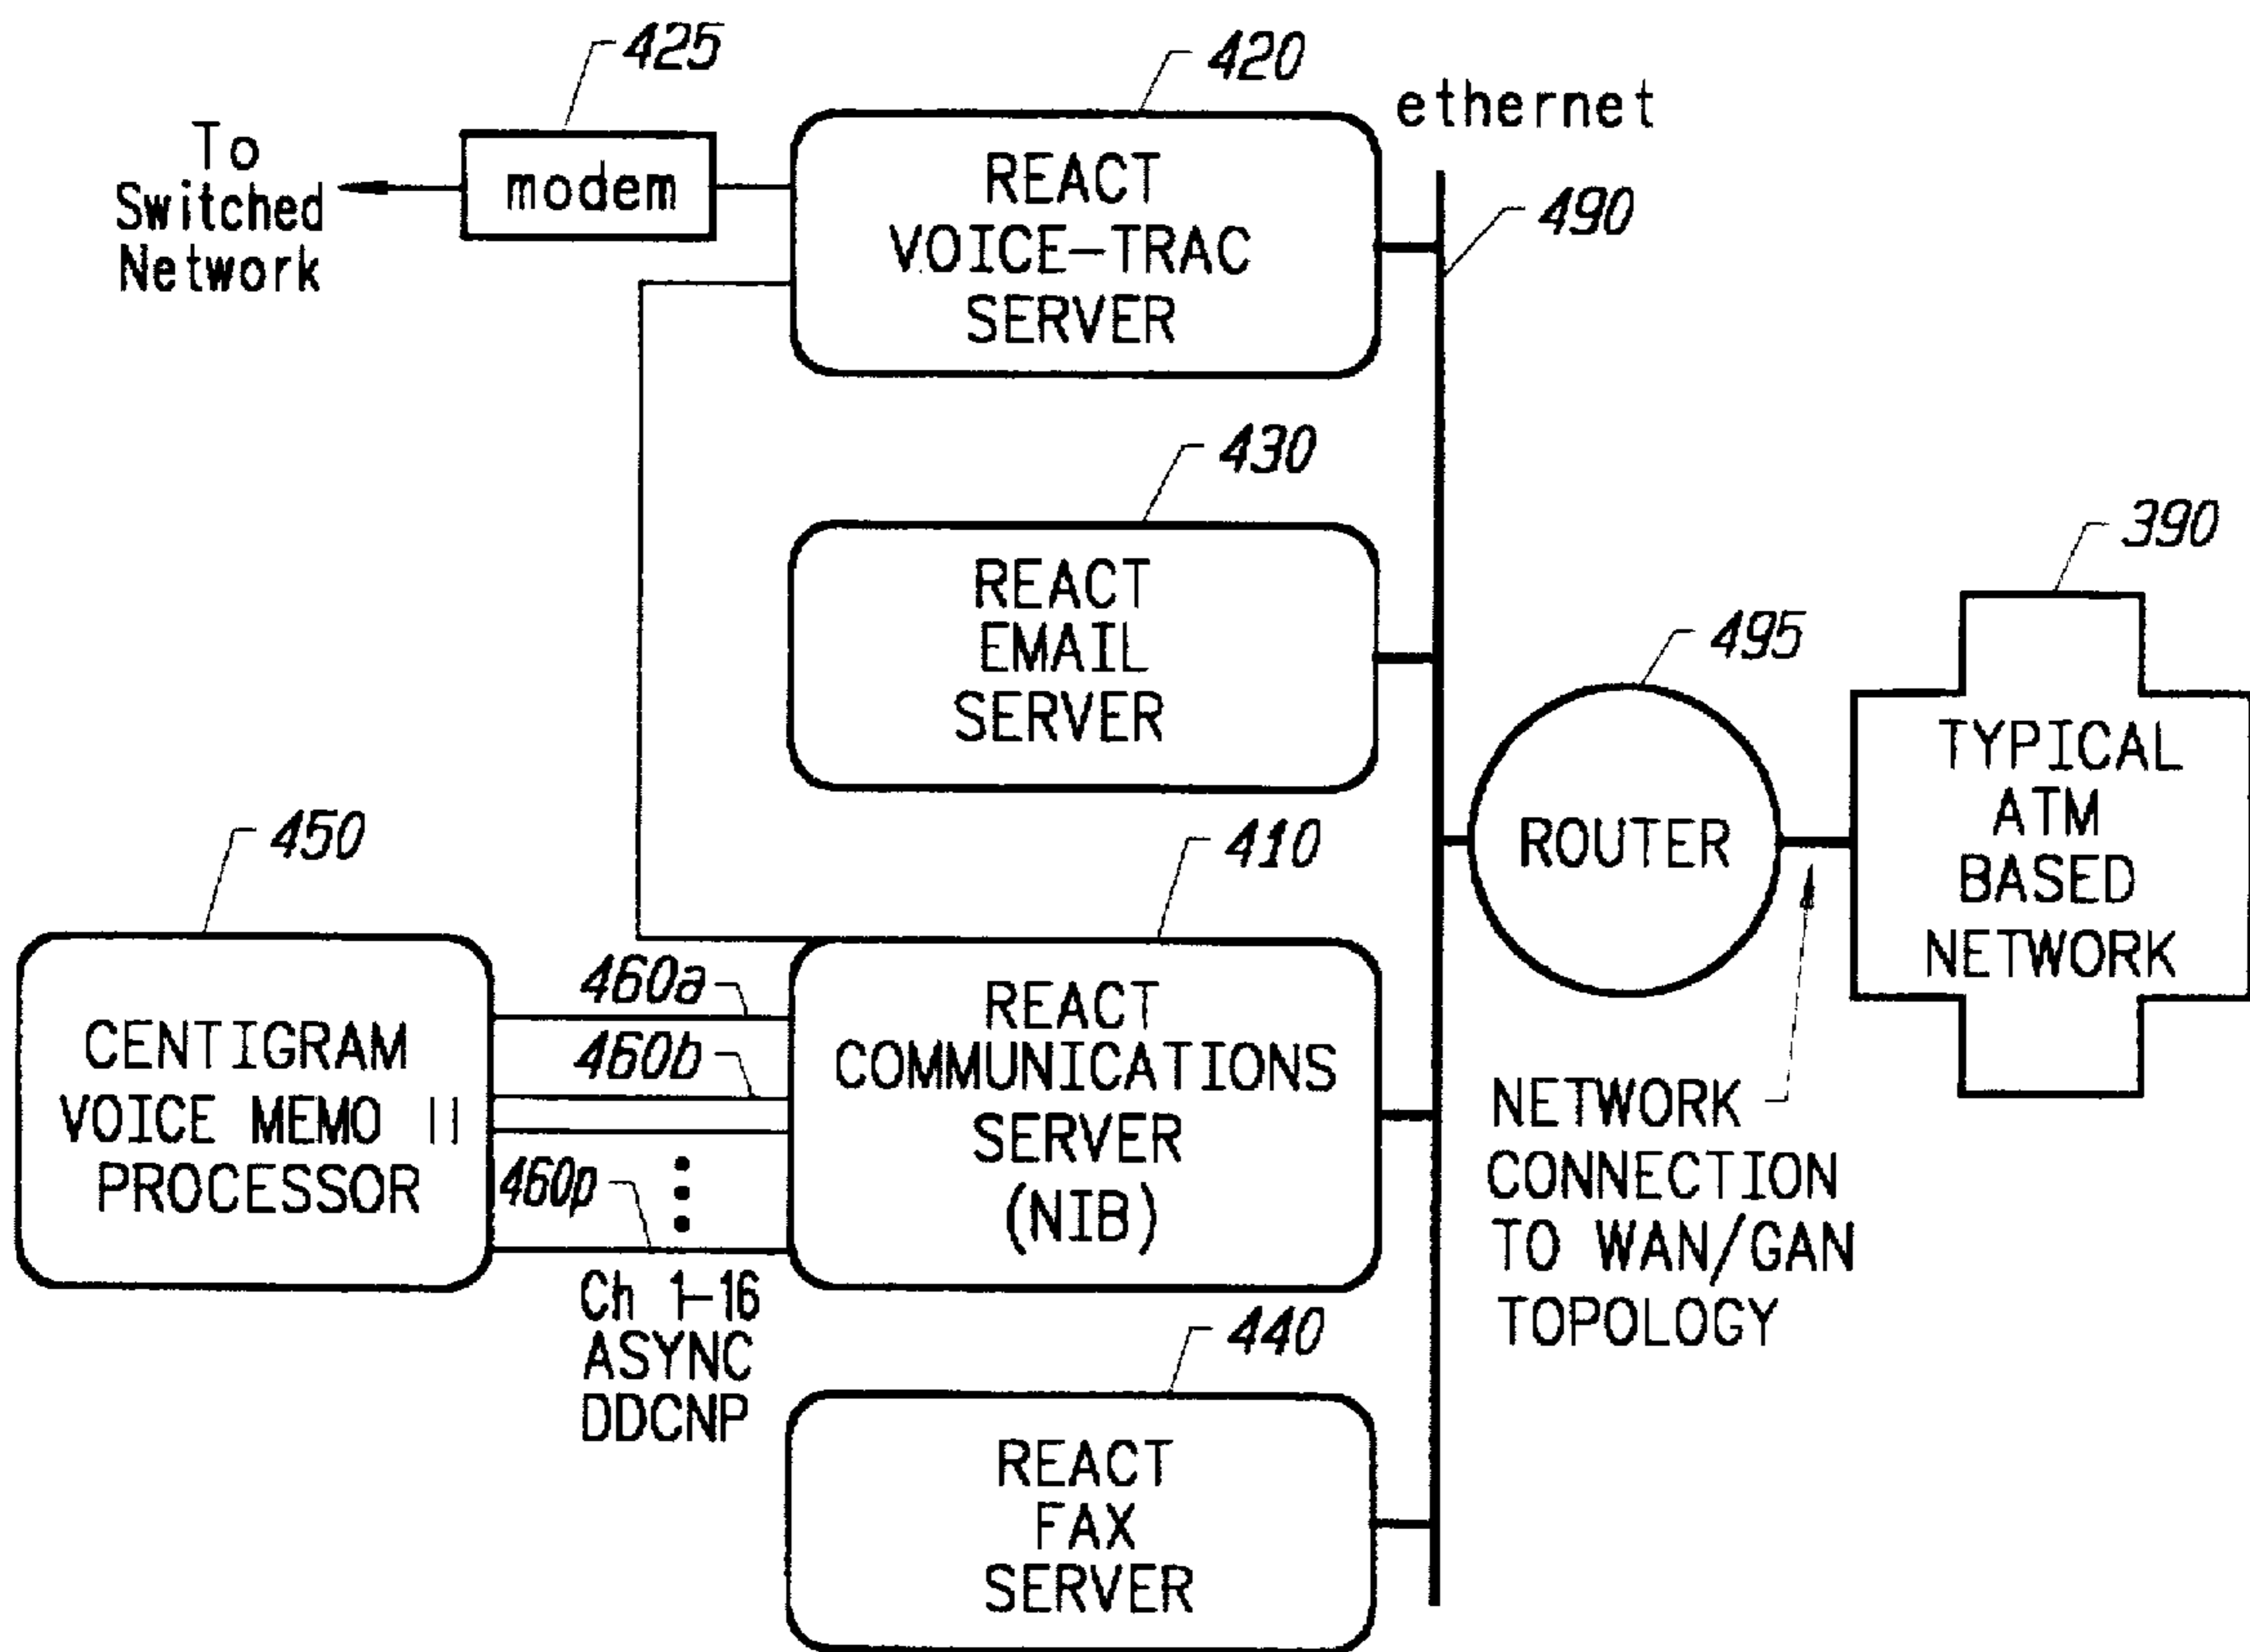 425
420
ethernet
To
Switched
Network
modem
REACT
VOICE-TRAC
SERVER
490
430
REACT
EMAIL
SERVER
390
495
TYPICAL
ATM
BASED
NETWORK
ROUTER
450
410
CENTIGRAM
VOICE MEMO II
PROCESSOR
460a
460b
460p
REACT
COMMUNICATIONS
SERVER
(NIB)
NETWORK
CONNECTION
TO WAN/GAN
TOPOLOGY
Ch 1-16
ASYNC
DDCNP
440
REACT
FAX
SERVER